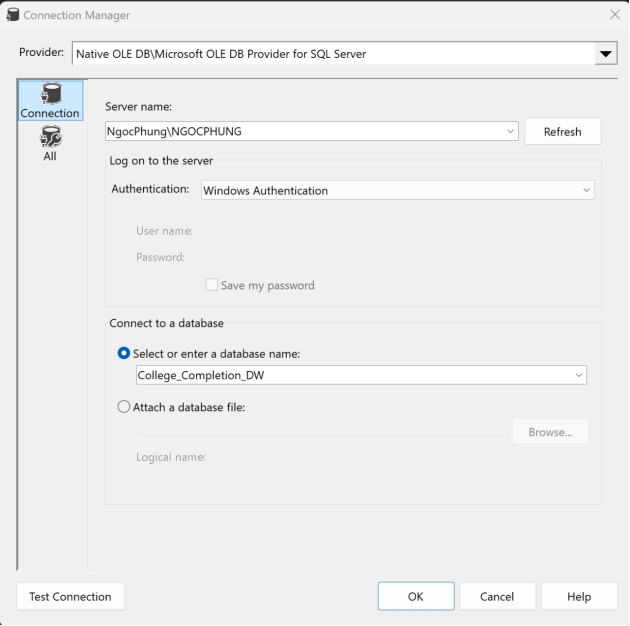 Connection Manager
Provider: Native OLE DB\Microsoft OLE DB Provider for SQL Server
Connection
All
Server name:
NgocPhung\NGOCPHUNG Refresh
Log on to the server
Authentication: Windows Authentication
User name:
Password:
Save my password
Connect to a database
Select or enter a database name:
College_Completion_DW
Attach a database file:
Browse...
Logical name:
Test Connection OK Cancel Help